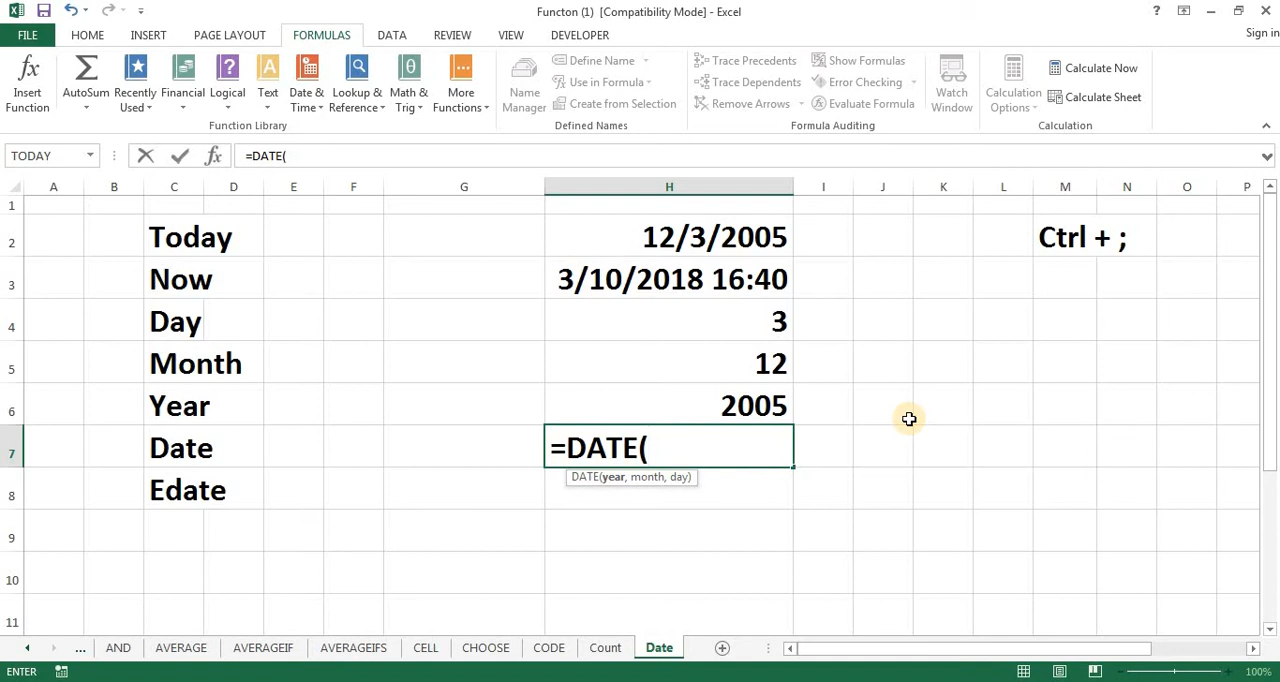 Functon (1) [Compatibility Mode] - Excel
?
Sign in
FILE HOME INSERT PAGE LAYOUT FORMULAS DATA REVIEW VIEW DEVELOPER
fx Insert Function
Σ AutoSum
Recently Used
Financial
Logical
Text
Date & Time
Lookup & Reference
Math & Trig
More Functions
Function Library
Name Manager
Define Name
Use in Formula
Create from Selection
Defined Names
Trace Precedents
Trace Dependents
Remove Arrows
Show Formulas
Error Checking
Evaluate Formula
Formula Auditing
Watch Window
Calculation Options
Calculate Now
Calculate Sheet
Calculation
TODAY fx =DATE(
A B C D E F G H I J K L M N O P
1
2 Today 12/3/2005 Ctrl + ;
3 Now 3/10/2018 16:40
4 Day 3
5 Month 12
6 Year 2005
7 Date =DATE(
DATE(year, month, day)
8 Edate
9
10
11
... AND AVERAGE AVERAGEIF AVERAGEIFS CELL CHOOSE CODE Count Date
ENTER 100%